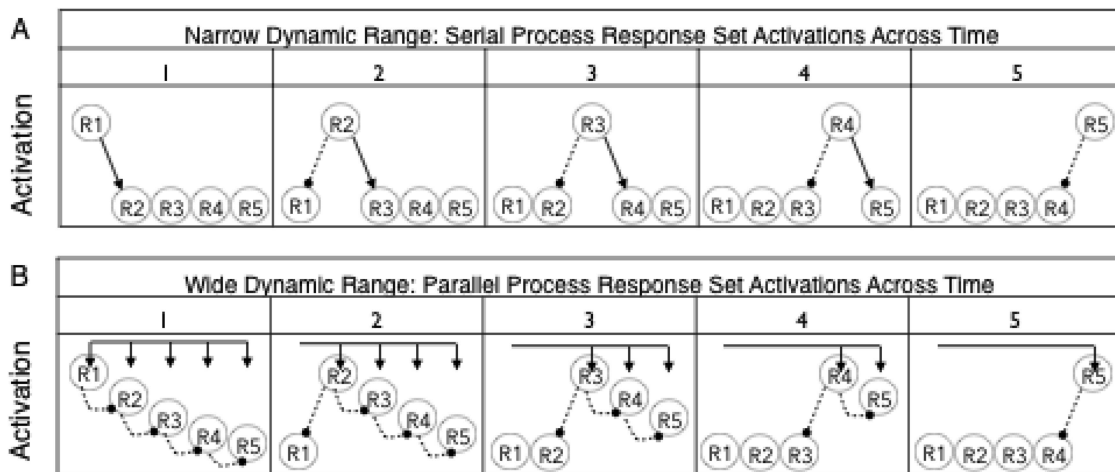 A
Narrow Dynamic Range: Serial Process Response Set Activations Across Time
1 2 3 4 5
Activation
R1 R2 R3 R4 R5
R2 R3 R4 R5 R1 R3 R4 R5 R1 R2 R4 R5 R1 R2 R3 R5 R1 R2 R3 R4
B
Wide Dynamic Range: Parallel Process Response Set Activations Across Time
1 2 3 4 5
Activation
R1 R2 R3 R4 R5
R2 R3 R4 R5
R3 R4 R5
R4 R5 R1 R2 R3 R1 R2 R3 R4
R5 R1 R1 R2